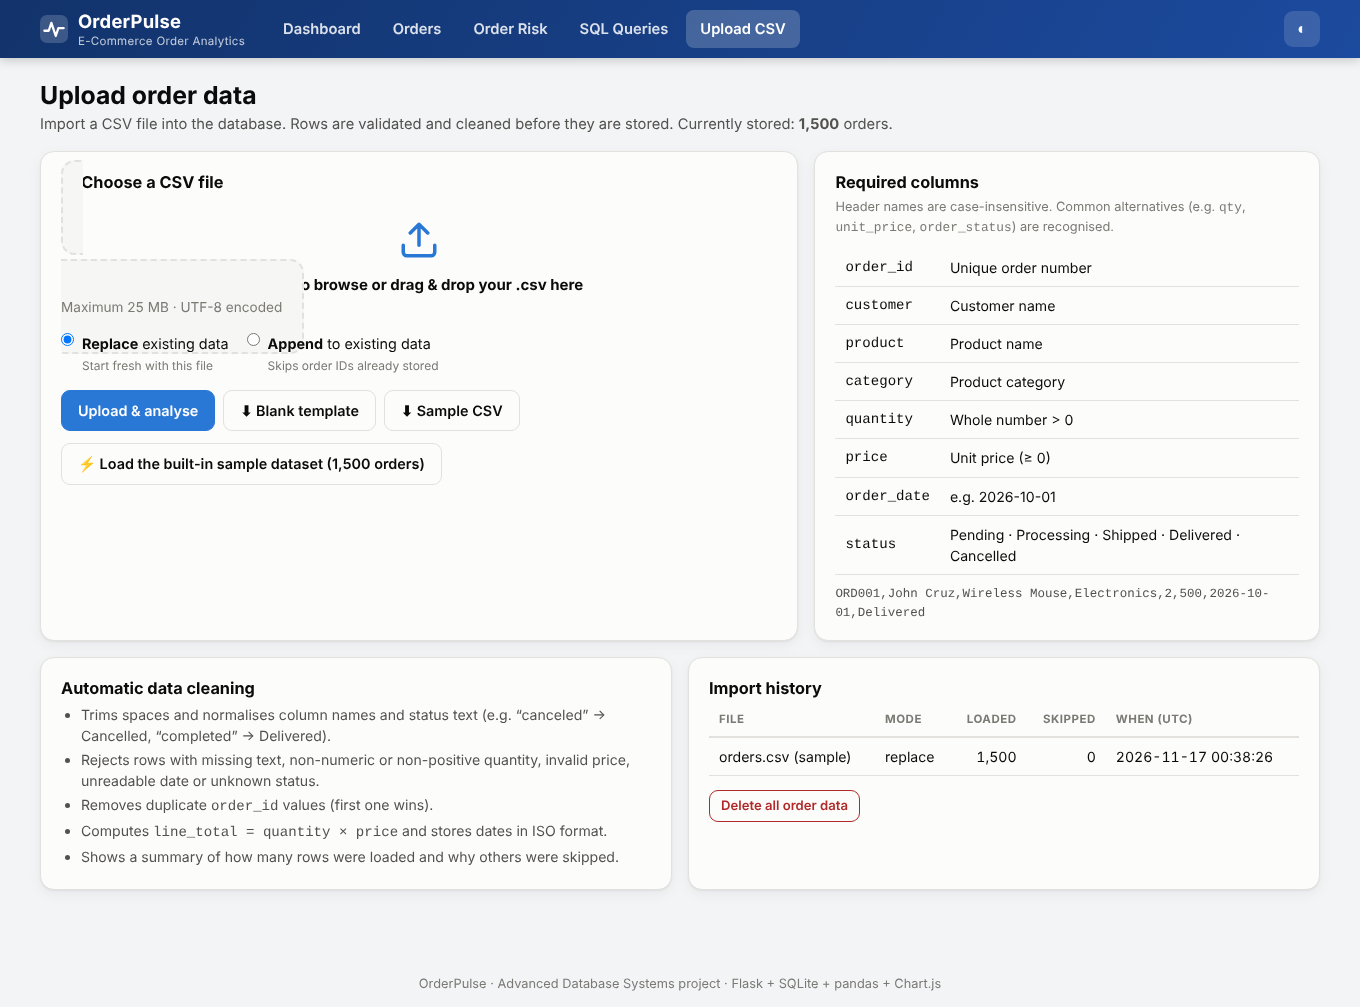 OrderPulse
E-Commerce Order Analytics
Dashboard
Orders
Order Risk
SQL Queries
Upload CSV
Upload order data
Import a CSV file into the database. Rows are validated and cleaned before they are stored. Currently stored: 1,500 orders.
Choose a CSV file
o browse or drag & drop your .csv here
Maximum 25 MB · UTF-8 encoded
Replace existing data
Start fresh with this file
Append to existing data
Skips order IDs already stored
Upload & analyse
⬇ Blank template
⬇ Sample CSV
⚡ Load the built-in sample dataset (1,500 orders)
Required columns
Header names are case-insensitive. Common alternatives (e.g. qty,
unit_price, order_status) are recognised.
order_id Unique order number
customer Customer name
product Product name
category Product category
quantity Whole number > 0
price Unit price (≥ 0)
order_date e.g. 2026-10-01
status Pending · Processing · Shipped · Delivered ·
Cancelled
ORD001,John Cruz,Wireless Mouse,Electronics,2,500,2026-10-
01,Delivered
Automatic data cleaning
• Trims spaces and normalises column names and status text (e.g. “canceled” →
Cancelled, “completed” → Delivered).
• Rejects rows with missing text, non-numeric or non-positive quantity, invalid price,
unreadable date or unknown status.
• Removes duplicate order_id values (first one wins).
• Computes line_total = quantity × price and stores dates in ISO format.
• Shows a summary of how many rows were loaded and why others were skipped.
Import history
FILE MODE LOADED SKIPPED WHEN (UTC)
orders.csv (sample) replace 1,500 0 2026-11-17 00:38:26
Delete all order data
OrderPulse · Advanced Database Systems project · Flask + SQLite + pandas + Chart.js